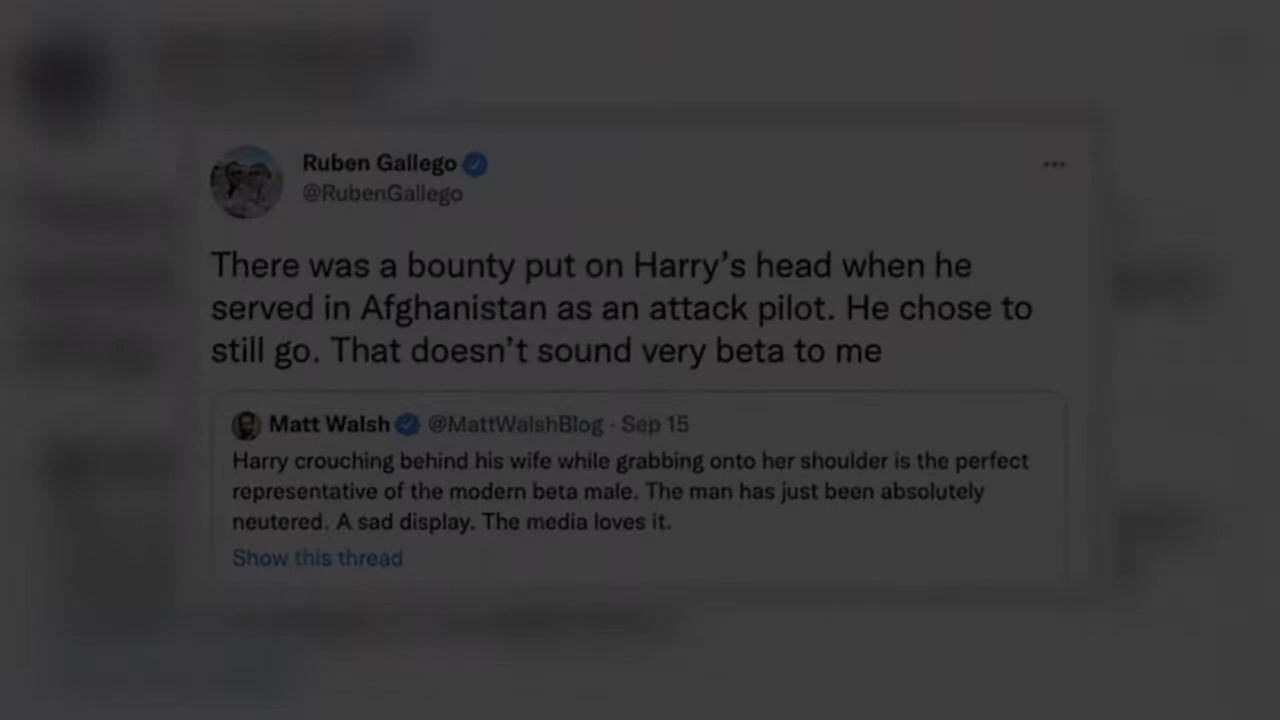 Ruben Gallego
@RubenGallego
There was a bounty put on Harry’s head when he
served in Afghanistan as an attack pilot. He chose to
still go. That doesn’t sound very beta to me
Matt Walsh @MattWalshBlog · Sep 15
Harry crouching behind his wife while grabbing onto her shoulder is the perfect
representative of the modern beta male. The man has just been absolutely
neutered. A sad display. The media loves it.
Show this thread